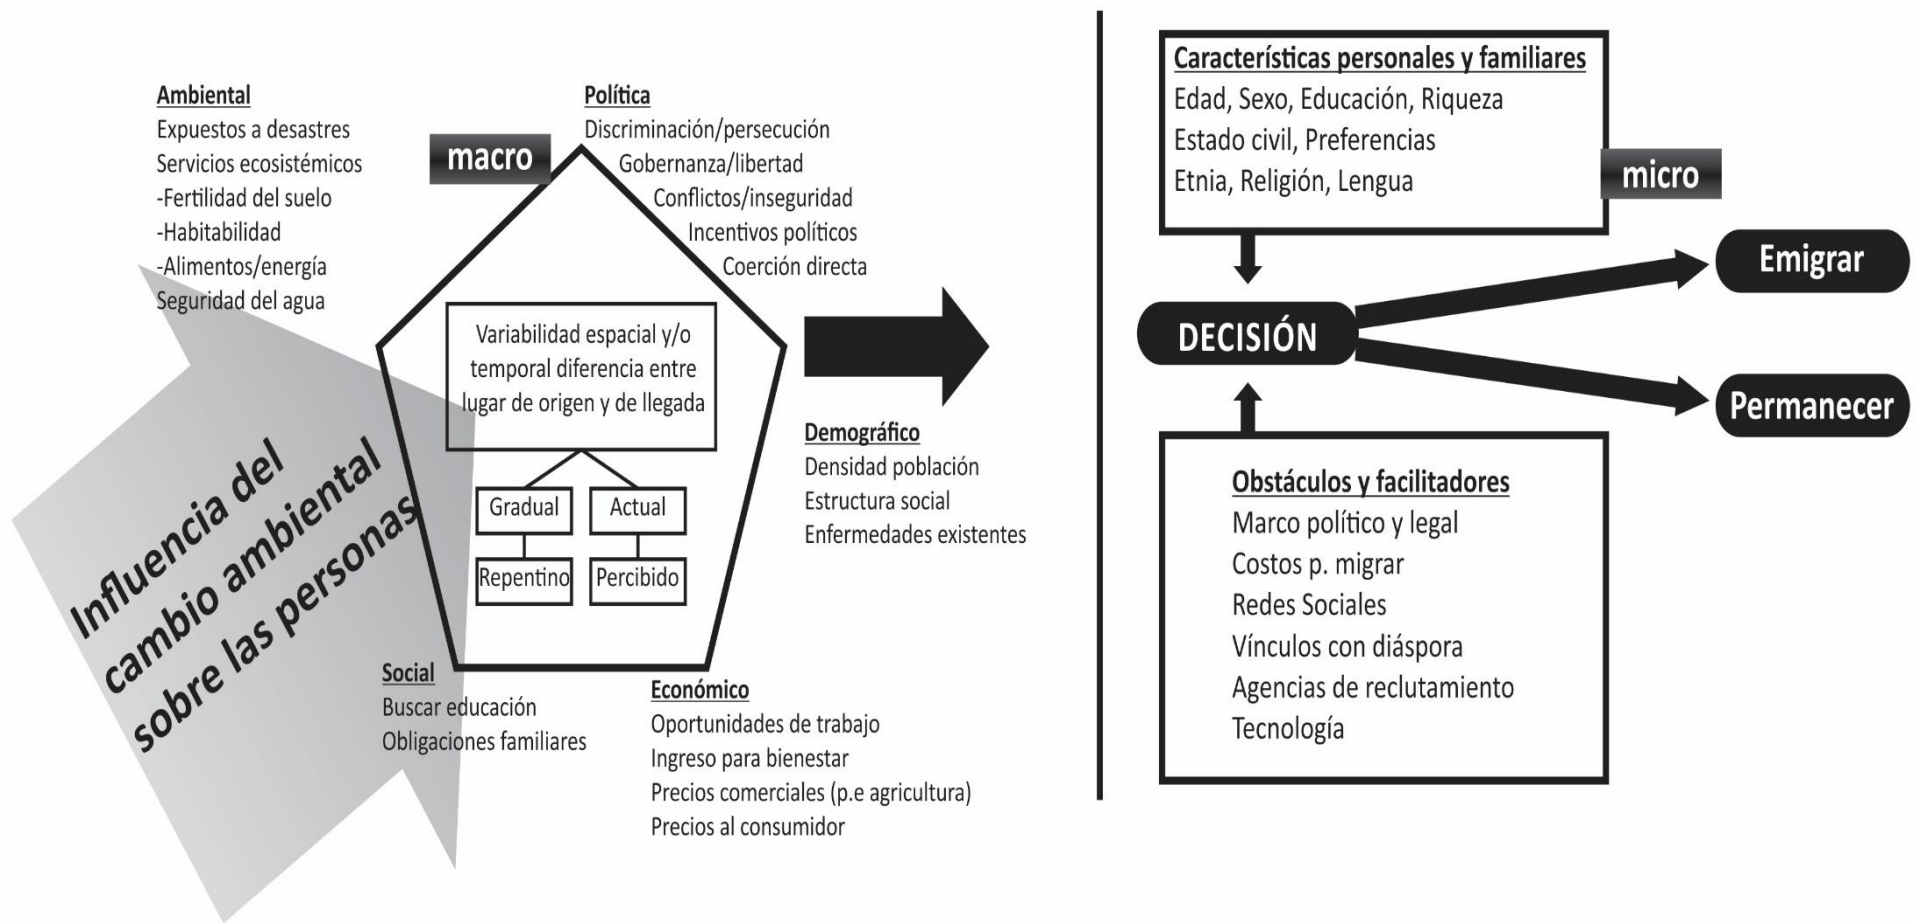 Ambiental
Expuestos a desastres
Servicios ecosistémicos
-Fertilidad del suelo
-Habitabilidad
-Alimentos/energía
Seguridad del agua
macro
Política
Discriminación/persecución
Gobernanza/libertad
Conflictos/inseguridad
Incentivos políticos
Coerción directa
Variabilidad espacial y/o
temporal diferencia entre
lugar de origen y de llegada
Gradual
Actual
Repentino
Percibido
Influencia del
cambio ambiental
sobre las personas
Demográfico
Densidad población
Estructura social
Enfermedades existentes
Social
Buscar educación
Obligaciones familiares
Económico
Oportunidades de trabajo
Ingreso para bienestar
Precios comerciales (p.e agricultura)
Precios al consumidor
Características personales y familiares
Edad, Sexo, Educación, Riqueza
Estado civil, Preferencias
Etnia, Religión, Lengua
micro
DECISIÓN
Emigrar
Permanecer
Obstáculos y facilitadores
Marco político y legal
Costos p. migrar
Redes Sociales
Vínculos con diáspora
Agencias de reclutamiento
Tecnología